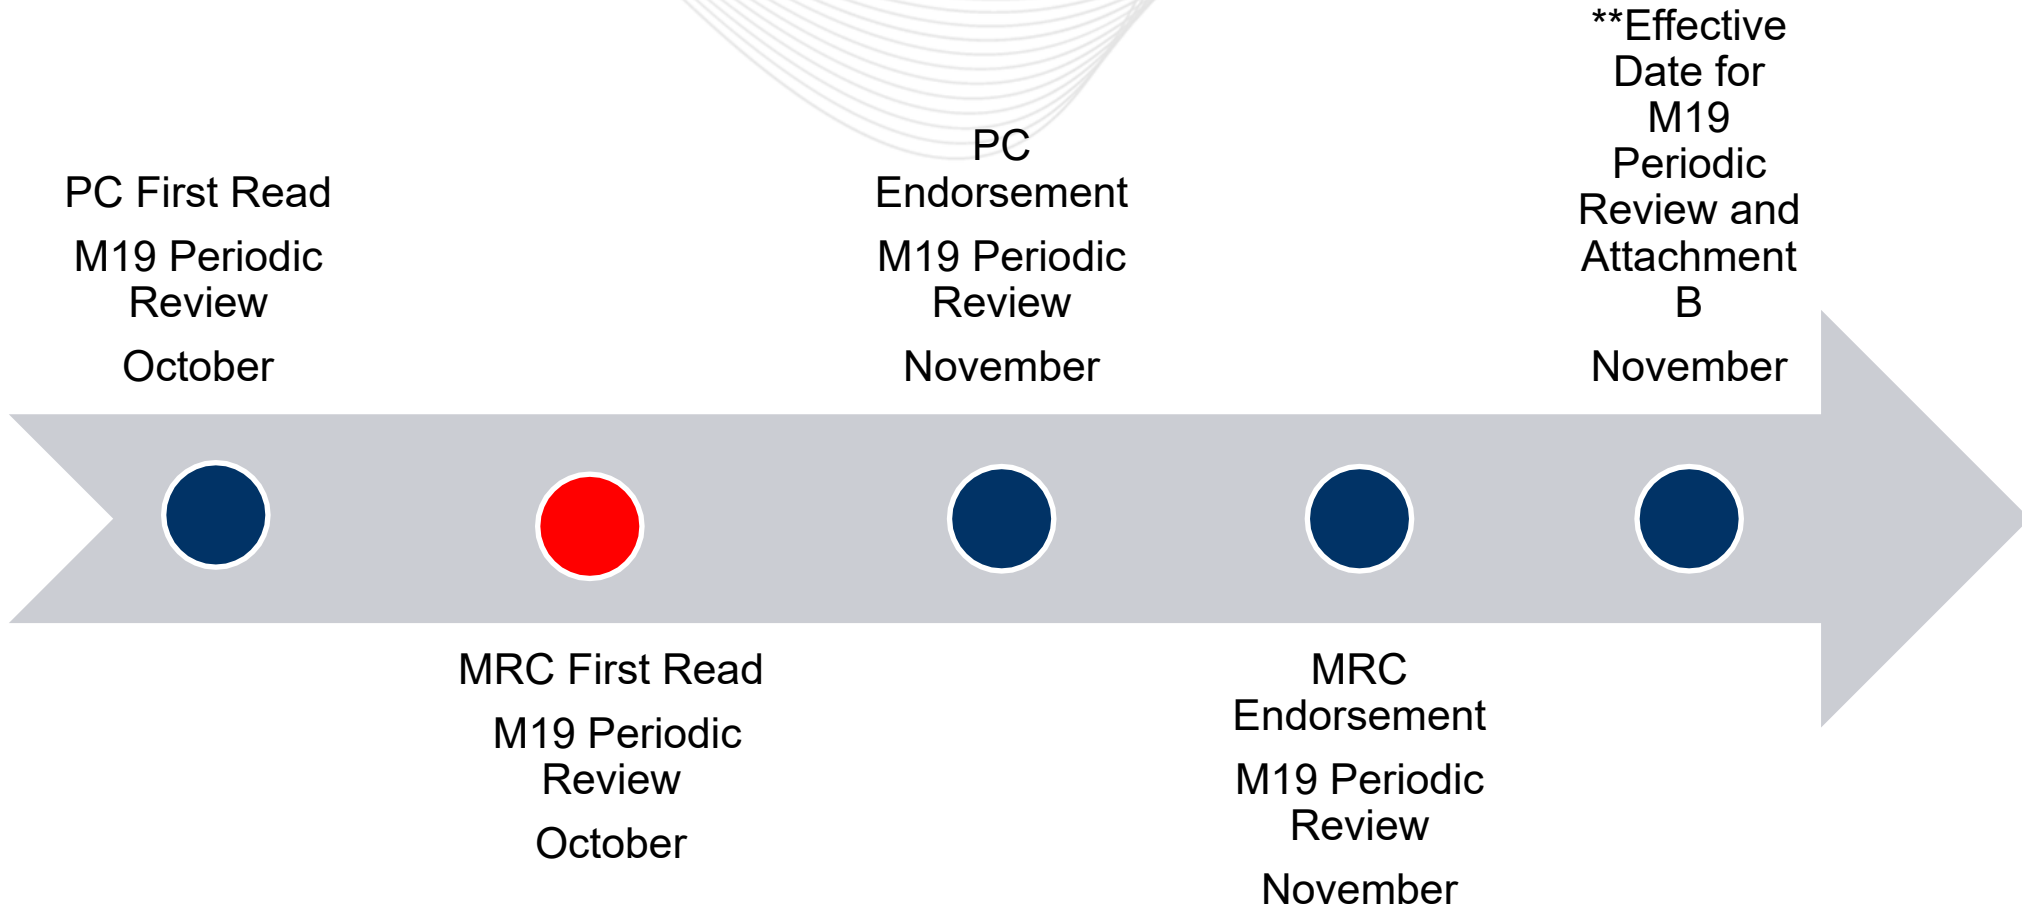 PC First Read
M19 Periodic
Review
October
MRC First Read
M19 Periodic
Review
October
PC
Endorsement
M19 Periodic
Review
November
MRC
Endorsement
M19 Periodic
Review
November
**Effective
Date for
M19
Periodic
Review and
Attachment
B
November